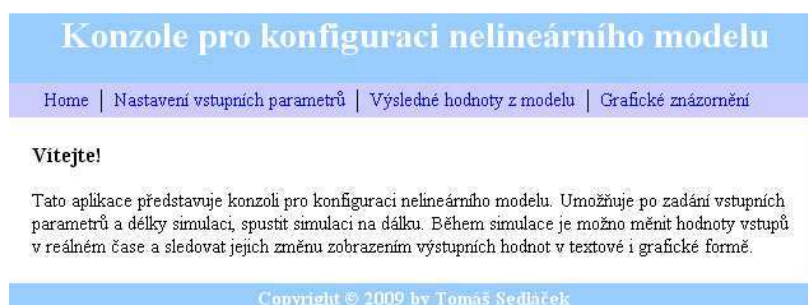 Konzole pro konfiguraci nelineárního modelu
Home | Nastavení vstupních parametrů | Výsledné hodnoty z modelu | Grafické znázornění
Vítejte!
Tato aplikace představuje konzoli pro konfiguraci nelineárního modelu. Umožňuje po zadání vstupních
parametrů a délky simulaci, spustit simulaci na dálku. Během simulace je možno měnit hodnoty vstupů
v reálném čase a sledovat jejich změnu zobrazením výstupních hodnot v textové i grafické formě.
Copyright © 2009 by Tomáš Sedláček